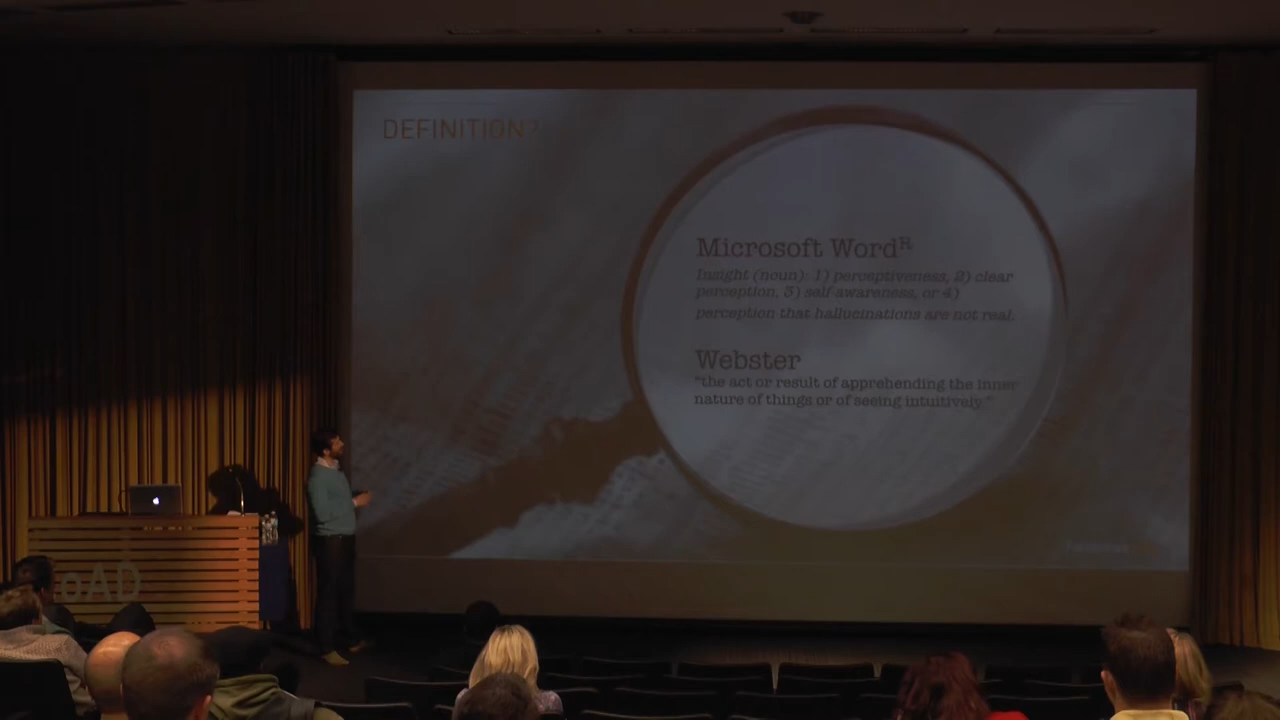 DEFINITION?
Microsoft Word^R
Insight (noun): 1) perceptiveness, 2) clear
perception, 3) self-awareness, or 4)
perception that hallucinations are not real.
Webster
"the act or result of apprehending the inner
nature of things or of seeing intuitively"
oAD